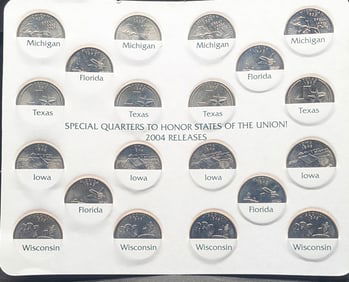 Michigan Michigan Michigan Michigan
Florida Florida
Texas Texas Texas Texas
SPECIAL QUARTERS TO HONOR STATES OF THE UNION!
2004 RELEASES
Iowa Iowa Iowa Iowa
Florida Florida
Wisconsin Wisconsin Wisconsin Wisconsin